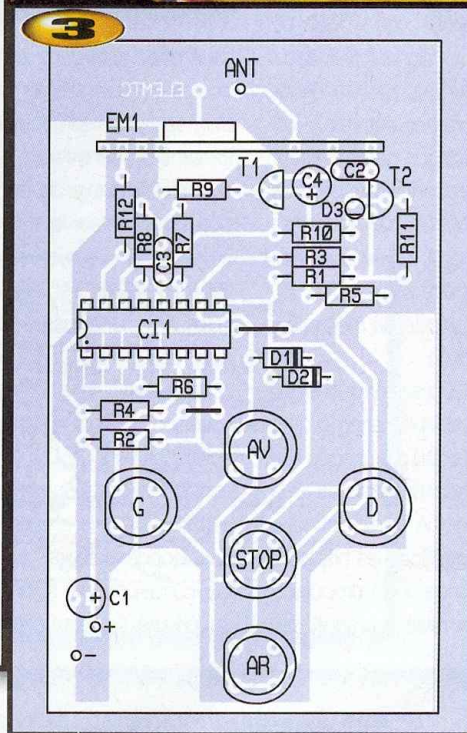 3
ANT
ELEMTC
EM1
T1
C4
+
C2
T2
R9
D3
R12
R8
C3
R7
R10
R3
R1
R11
R5
CI1
D1
D2
R6
R4
R2
AV
G
D
STOP
+
C1
+
-
AR